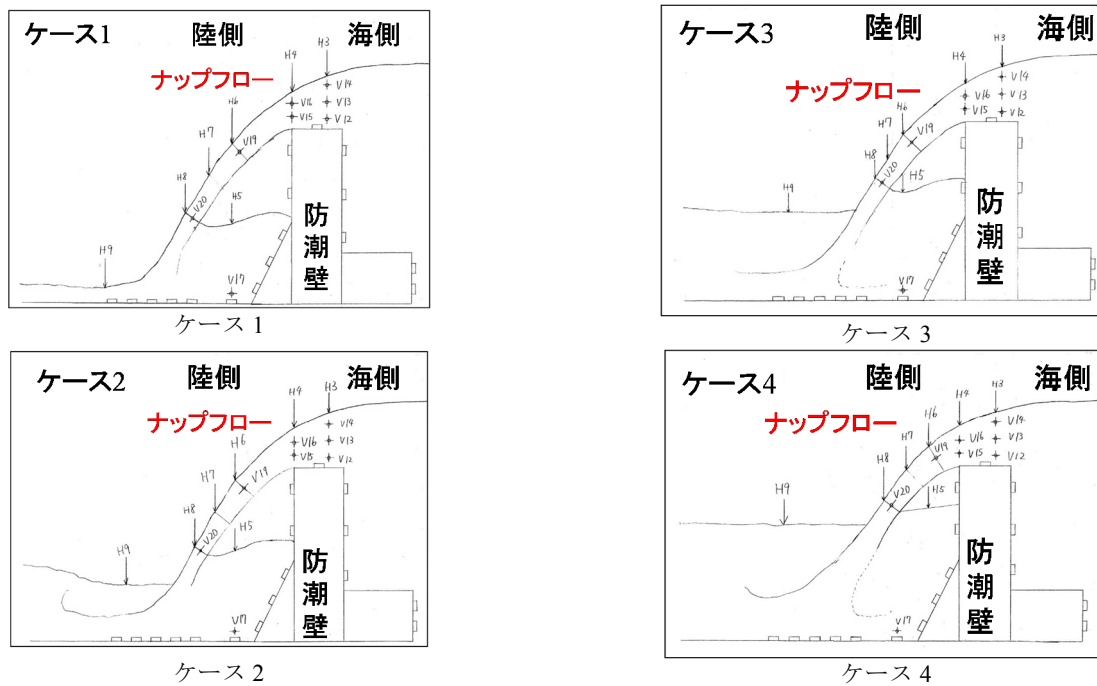 ケース1
陸側
海側
ナップフロー
H3
H4
V14
H6
V16
V13
V15
V12
H7
V19
H8
V20
H5
H9
V17
防潮壁
ケース 1
ケース3
陸側
海側
ナップフロー
H3
H4
V14
V16
V13
H6
V15
V12
H7
V19
H8
V20
H5
H9
V17
防潮壁
ケース 3
ケース2
陸側
海側
ナップフロー
H4
H3
V14
H6
V16
V13
V15
V12
H7
V19
H8
V20
H5
H9
V17
防潮壁
ケース 2
ケース4
陸側
海側
ナップフロー
H3
H4
H6
V14
V16
V13
H7
V19
V15
V12
H8
V20
H5
H9
V17
防潮壁
ケース 4